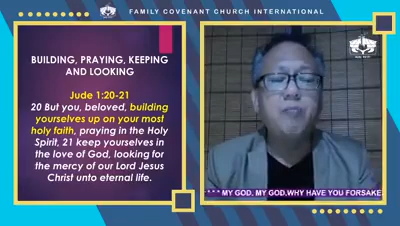 FAMILY COVENANT CHURCH INTERNATIONAL
BUILDING, PRAYING, KEEPING
AND LOOKING
Jude 1:20-21
20 But you, beloved, building
yourselves up on your most
holy faith, praying in the Holy
Spirit, 21 keep yourselves in
the love of God, looking for
the mercy of our Lord Jesus
Christ unto eternal life.
* * * MY GOD, MY GOD,WHY HAVE YOU FORSAKE